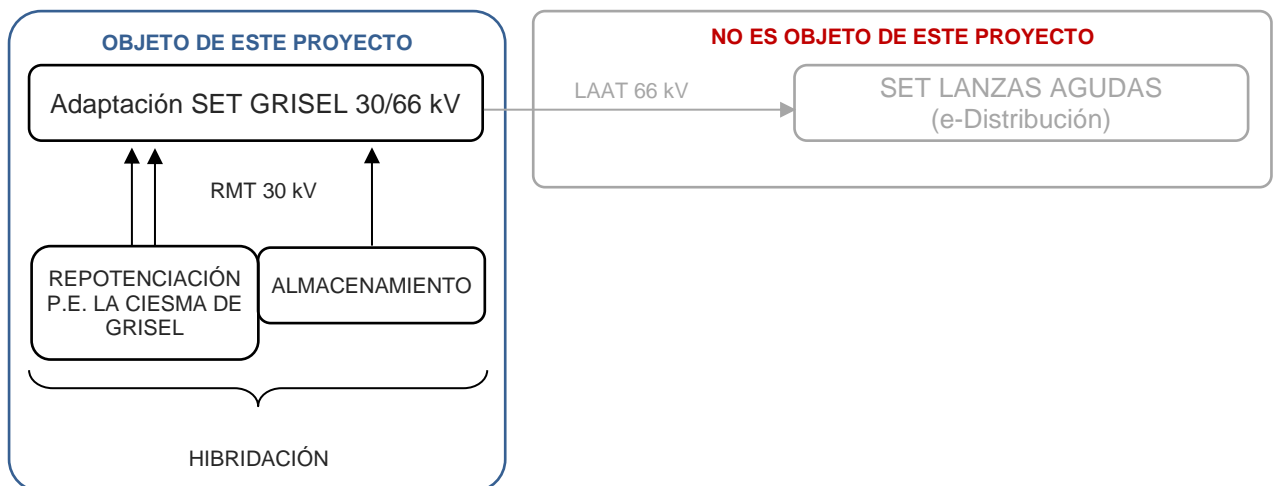 OBJETO DE ESTE PROYECTO
Adaptación SET GRISEL 30/66 kV
RMT 30 kV
REPOTENCIACIÓN
P.E. LA CIESMA DE
GRISEL
ALMACENAMIENTO
HIBRIDACIÓN
NO ES OBJETO DE ESTE PROYECTO
LAAT 66 kV
SET LANZAS AGUDAS
(e-Distribución)